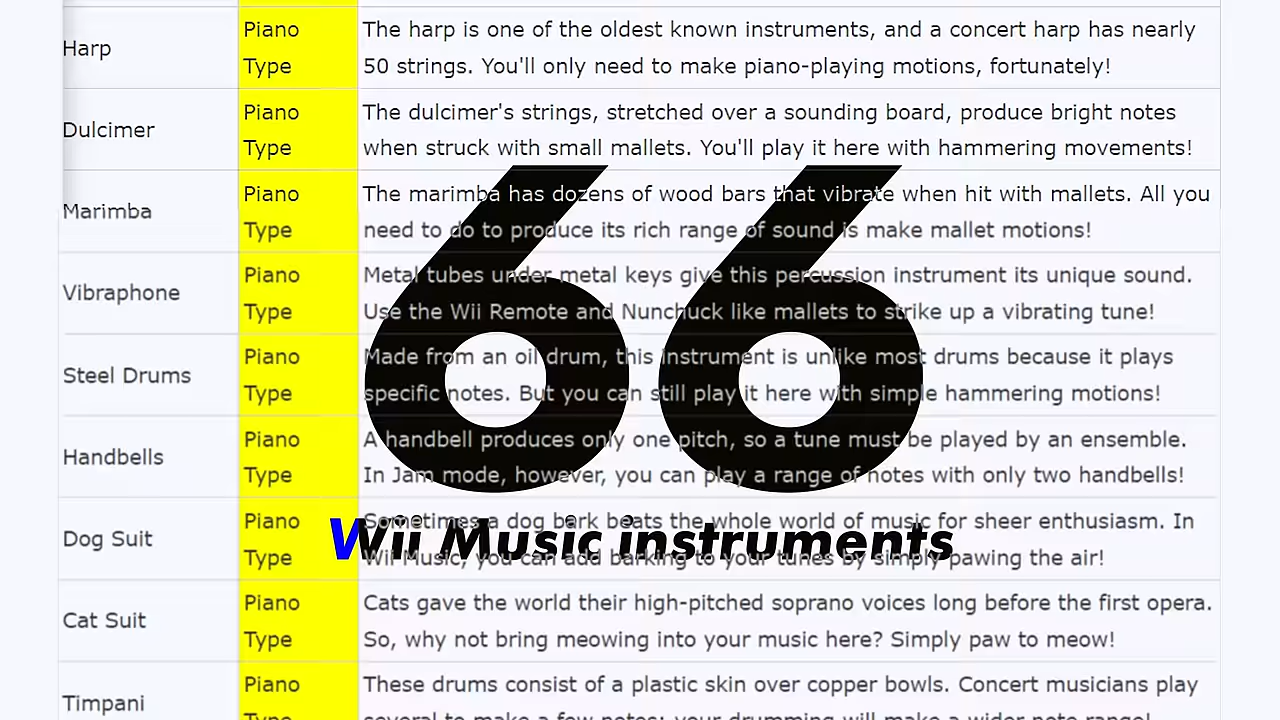 Harp
Piano
Type
The harp is one of the oldest known instruments, and a concert harp has nearly
50 strings. You'll only need to make piano-playing motions, fortunately!
Dulcimer
Piano
Type
The dulcimer's strings, stretched over a sounding board, produce bright notes
when struck with small mallets. You'll play it here with hammering movements!
Marimba
Piano
Type
The marimba has dozens of wood bars that vibrate when hit with mallets. All you
need to do to produce its rich range of sound is make mallet motions!
Vibraphone
Piano
Type
Metal tubes under metal keys give this percussion instrument its unique sound.
Use the Wii Remote and Nunchuck like mallets to strike up a vibrating tune!
Steel Drums
Piano
Type
Made from an oil drum, this instrument is unlike most drums because it plays
specific notes. But you can still play it here with simple hammering motions!
Handbells
Piano
Type
A handbell produces only one pitch, so a tune must be played by an ensemble.
In Jam mode, however, you can play a range of notes with only two handbells!
Dog Suit
Piano
Type
Sometimes a dog bark beats the whole world of music for sheer enthusiasm. In
Wii Music, you can add barking to your tunes by simply pawing the air!
Cat Suit
Piano
Type
Cats gave the world their high-pitched soprano voices long before the first opera.
So, why not bring meowing into your music here? Simply paw to meow!
Timpani
Piano
Type
These drums consist of a plastic skin over copper bowls. Concert musicians play
several to make a few notes; your drumming will make a wider note range!
66
Wii Music instruments